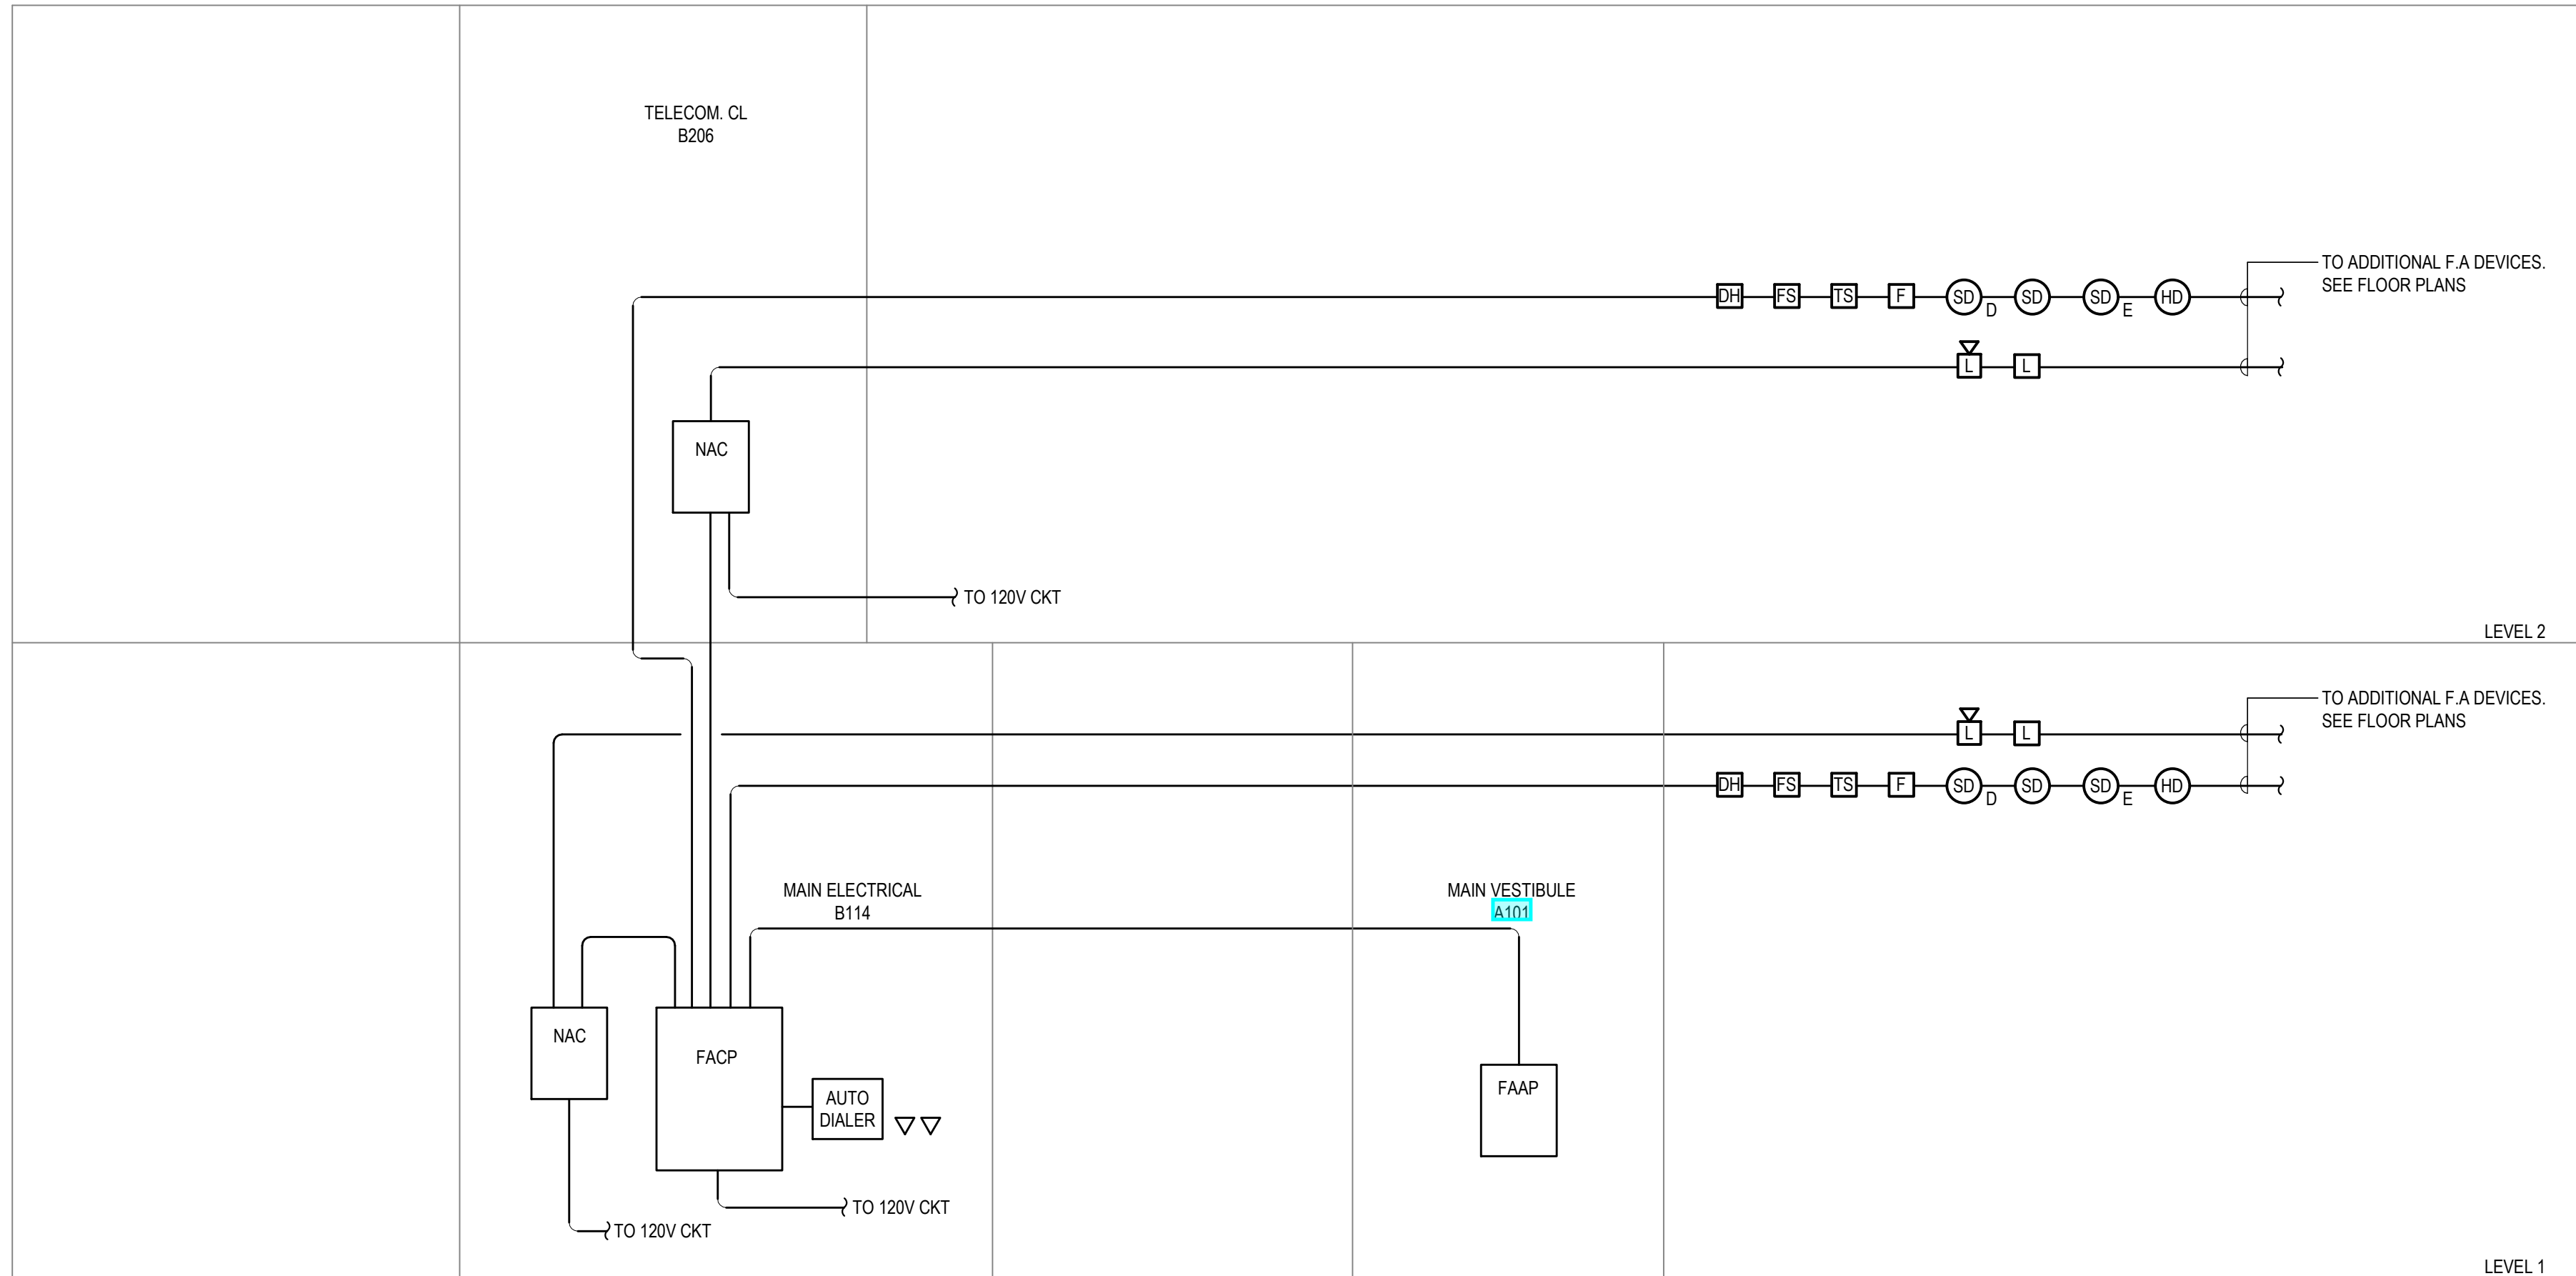 TELECOM. CL
B206
TO ADDITIONAL F.A DEVICES.
SEE FLOOR PLANS
DH FS TS F SD D SD SD E HD
L L
NAC
TO 120V CKT
LEVEL 2
TO ADDITIONAL F.A DEVICES.
SEE FLOOR PLANS
L L
DH FS TS F SD D SD SD E HD
MAIN ELECTRICAL
B114
MAIN VESTIBULE
A101
NAC
FACP
AUTO
DIALER
FAAP
TO 120V CKT
TO 120V CKT
LEVEL 1